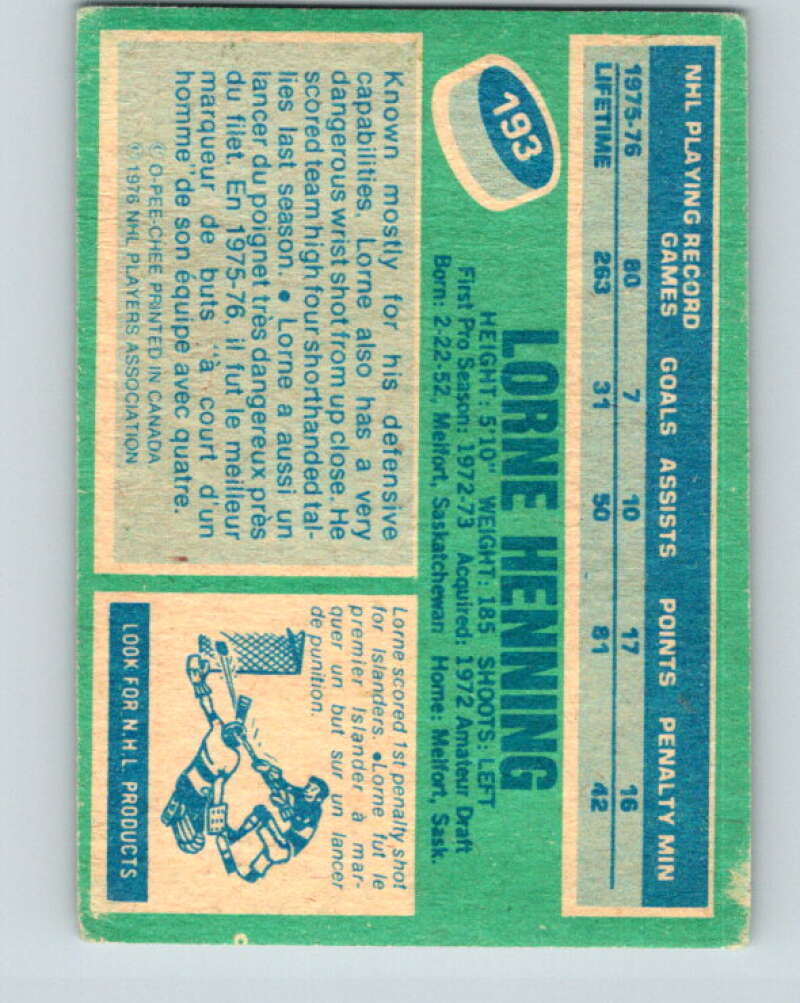 NHL PLAYING RECORD
GAMES GOALS ASSISTS POINTS PENALTY MIN
1975-76 80 7 10 17 16
LIFETIME 263 31 50 81 42
193
LORNE HENNING
HEIGHT: 5'10" WEIGHT: 185 SHOOTS: LEFT
First Pro Season: 1972-73 Acquired: 1972 Amateur Draft
Born: 2-22-52, Melfort, Saskatchewan Home: Melfort, Sask.
Known mostly for his defensive
capabilities, Lorne also has a very
dangerous wrist shot from up close. He
scored team high four shorthanded tal-
lies last season. • Lorne a aussi un
lancer du poignet très dangereux près
du filet. En 1975-76, il fut le meilleur
marqueur de buts "à court d'un
homme" de son équipe avec quatre.
© O-PEE-CHEE PRINTED IN CANADA
© 1976 NHL PLAYERS ASSOCIATION
Lorne scored 1st penalty shot
for Islanders. •Lorne fut le
premier Islander à mar-
quer un but sur un lancer
de punition.
LOOK FOR N.H.L. PRODUCTS